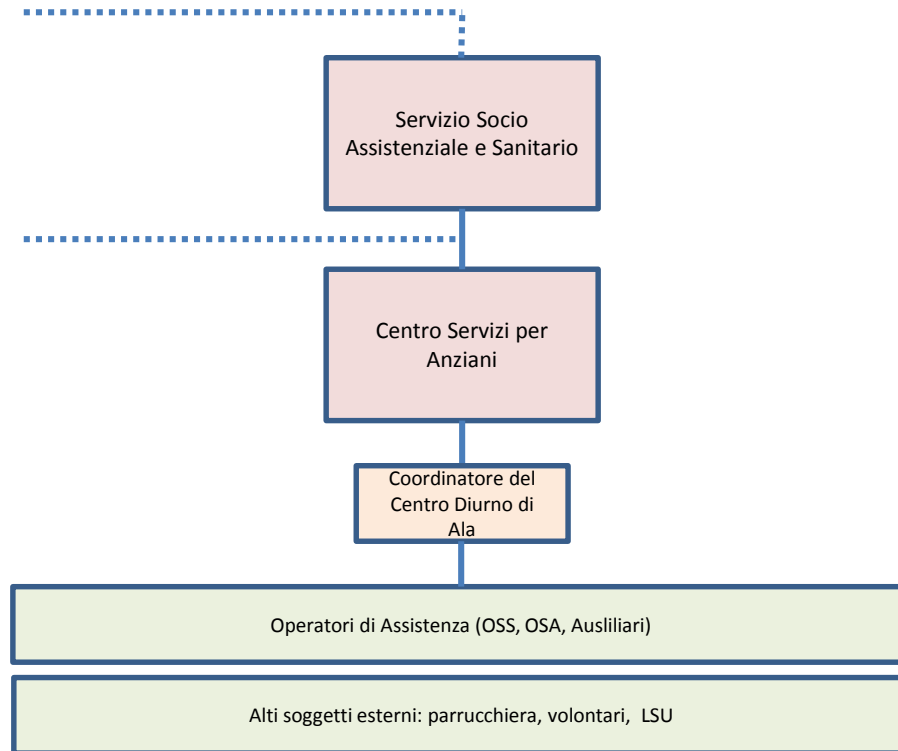 Servizio Socio
Assistenziale e Sanitario
Centro Servizi per
Anziani
Coordinatore del
Centro Diurno di
Ala
Operatori di Assistenza (OSS, OSA, Ausliliari)
Alti soggetti esterni: parrucchiera, volontari, LSU